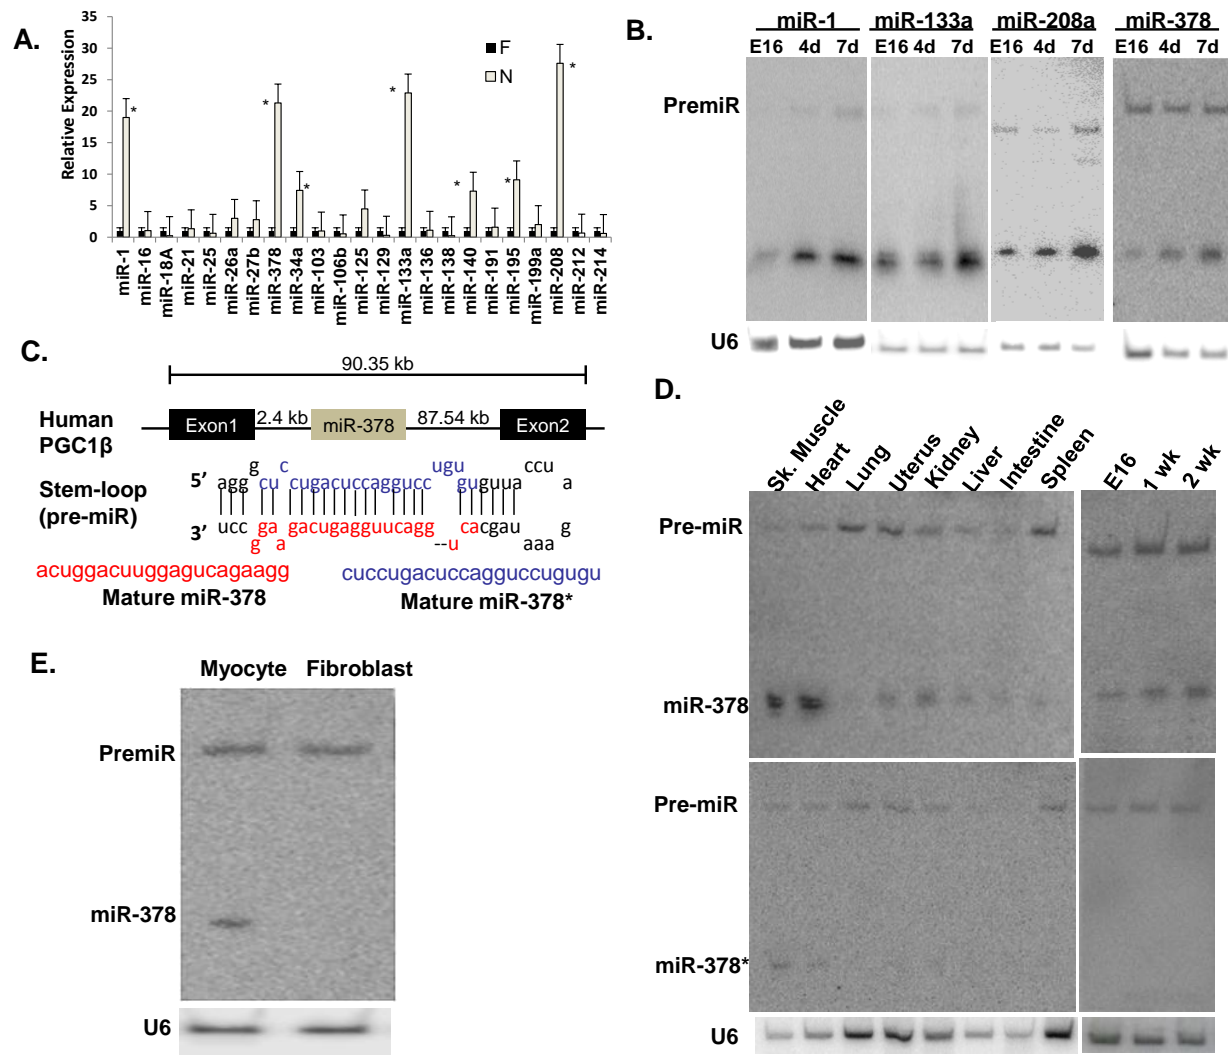 A.
Relative Expression
35
30
25
20
15
10
5
0
F
N
*
*
*
*
*
*
*
miR-1
miR-16
miR-18A
miR-21
miR-25
miR-26a
miR-27b
miR-378
miR-34a
miR-103
miR-106b
miR-125
miR-129
miR-133a
miR-136
miR-138
miR-140
miR-191
miR-195
miR-199a
miR-208
miR-212
miR-214
B.
miR-1 miR-133a miR-208a miR-378
E16 4d 7d E16 4d 7d E16 4d 7d E16 4d 7d
PremiR
U6
C.
90.35 kb
Human PGC1β
Exon1 2.4 kb miR-378 87.54 kb Exon2
Stem-loop
(pre-miR)
g c ugu ccu
5’ agg cu cugacuccaggucc gu guua a
3’ ucc ga gacugagguucagg ca cgau g
g a --u aaa
acuggacuuggagucagaagg cuccugacuccagguccugugu
Mature miR-378 Mature miR-378*
D.
Sk. Muscle
Heart
Lung
Uterus
Kidney
Liver
Intestine
Spleen
E16
1 wk
2 wk
Pre-miR
miR-378
Pre-miR
miR-378*
U6
E.
Myocyte Fibroblast
PremiR
miR-378
U6